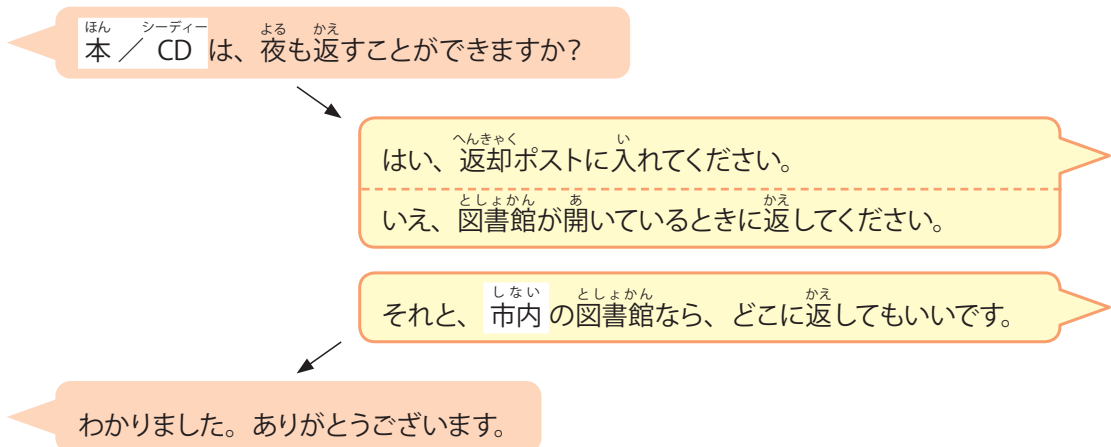 本／CDは、夜も返すことができますか?
はい、返却ポストに入れてください。
いえ、図書館が開いているときに返してください。
それと、市内の図書館なら、どこに返してもいいです。
わかりました。ありがとうございます。